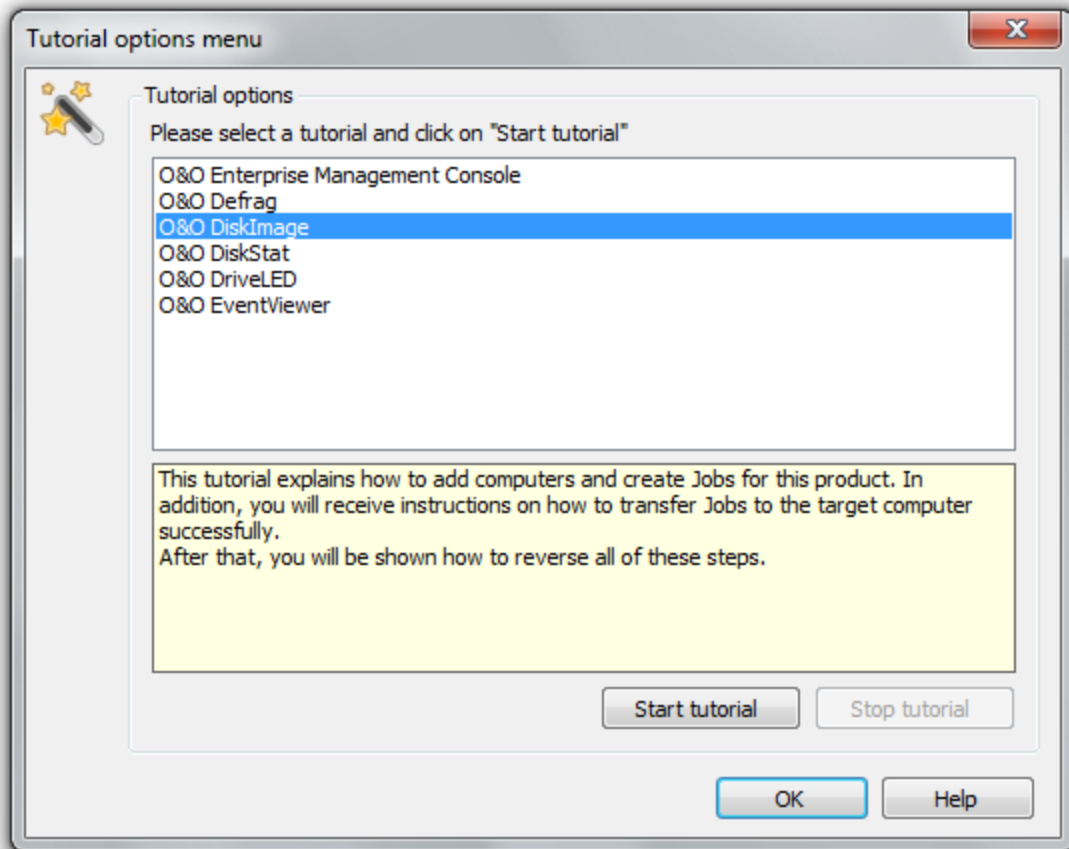 Tutorial options menu
Tutorial options
Please select a tutorial and click on "Start tutorial"
O&O Enterprise Management Console
O&O Defrag
O&O DiskImage
O&O DiskStat
O&O DriveLED
O&O EventViewer
This tutorial explains how to add computers and create Jobs for this product. In
addition, you will receive instructions on how to transfer Jobs to the target computer
successfully.
After that, you will be shown how to reverse all of these steps.
Start tutorial
Stop tutorial
OK
Help